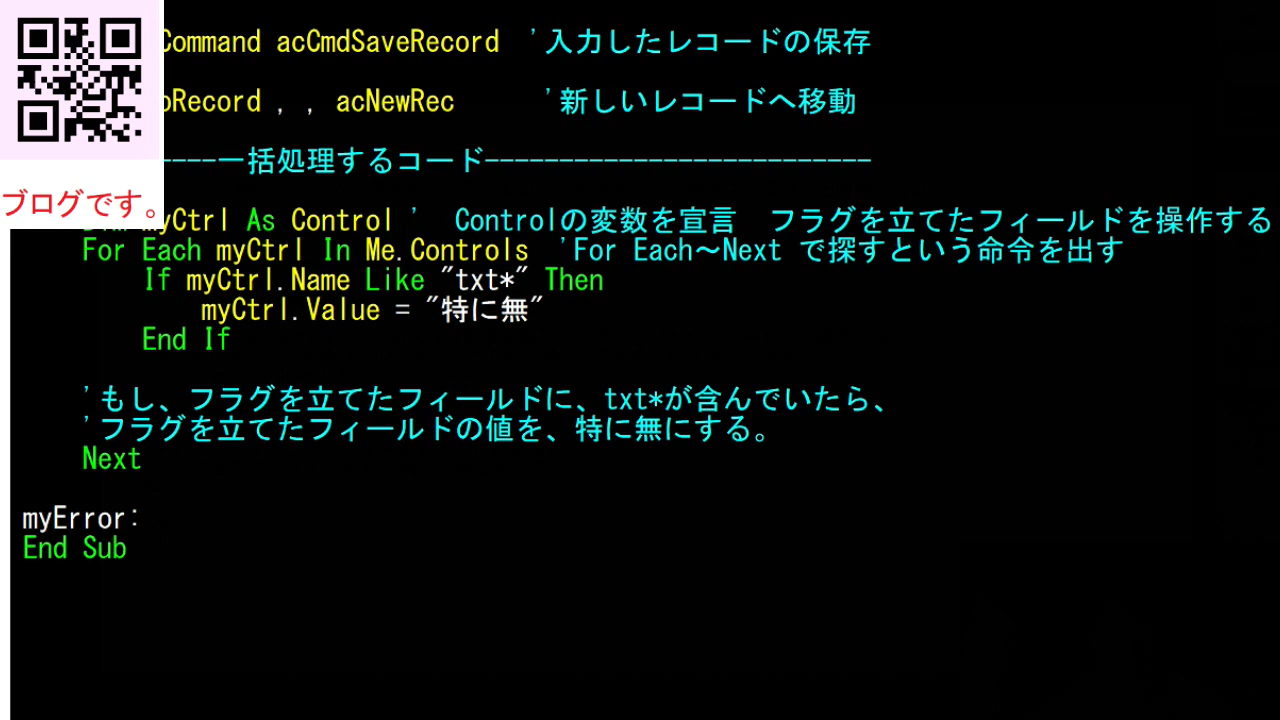 Command acCmdSaveRecord '入力したレコードの保存
oRecord , , acNewRec '新しいレコードへ移動
----一括処理するコード--------------------------
ブログです。
myCtrl As Control ' Controlの変数を宣言 フラグを立てたフィールドを操作する
For Each myCtrl In Me.Controls 'For Each～Next で探すという命令を出す
If myCtrl.Name Like "txt*" Then
myCtrl.Value = "特に無"
End If
'もし、フラグを立てたフィールドに、txt*が含んでいたら、
'フラグを立てたフィールドの値を、特に無にする。
Next
myError:
End Sub